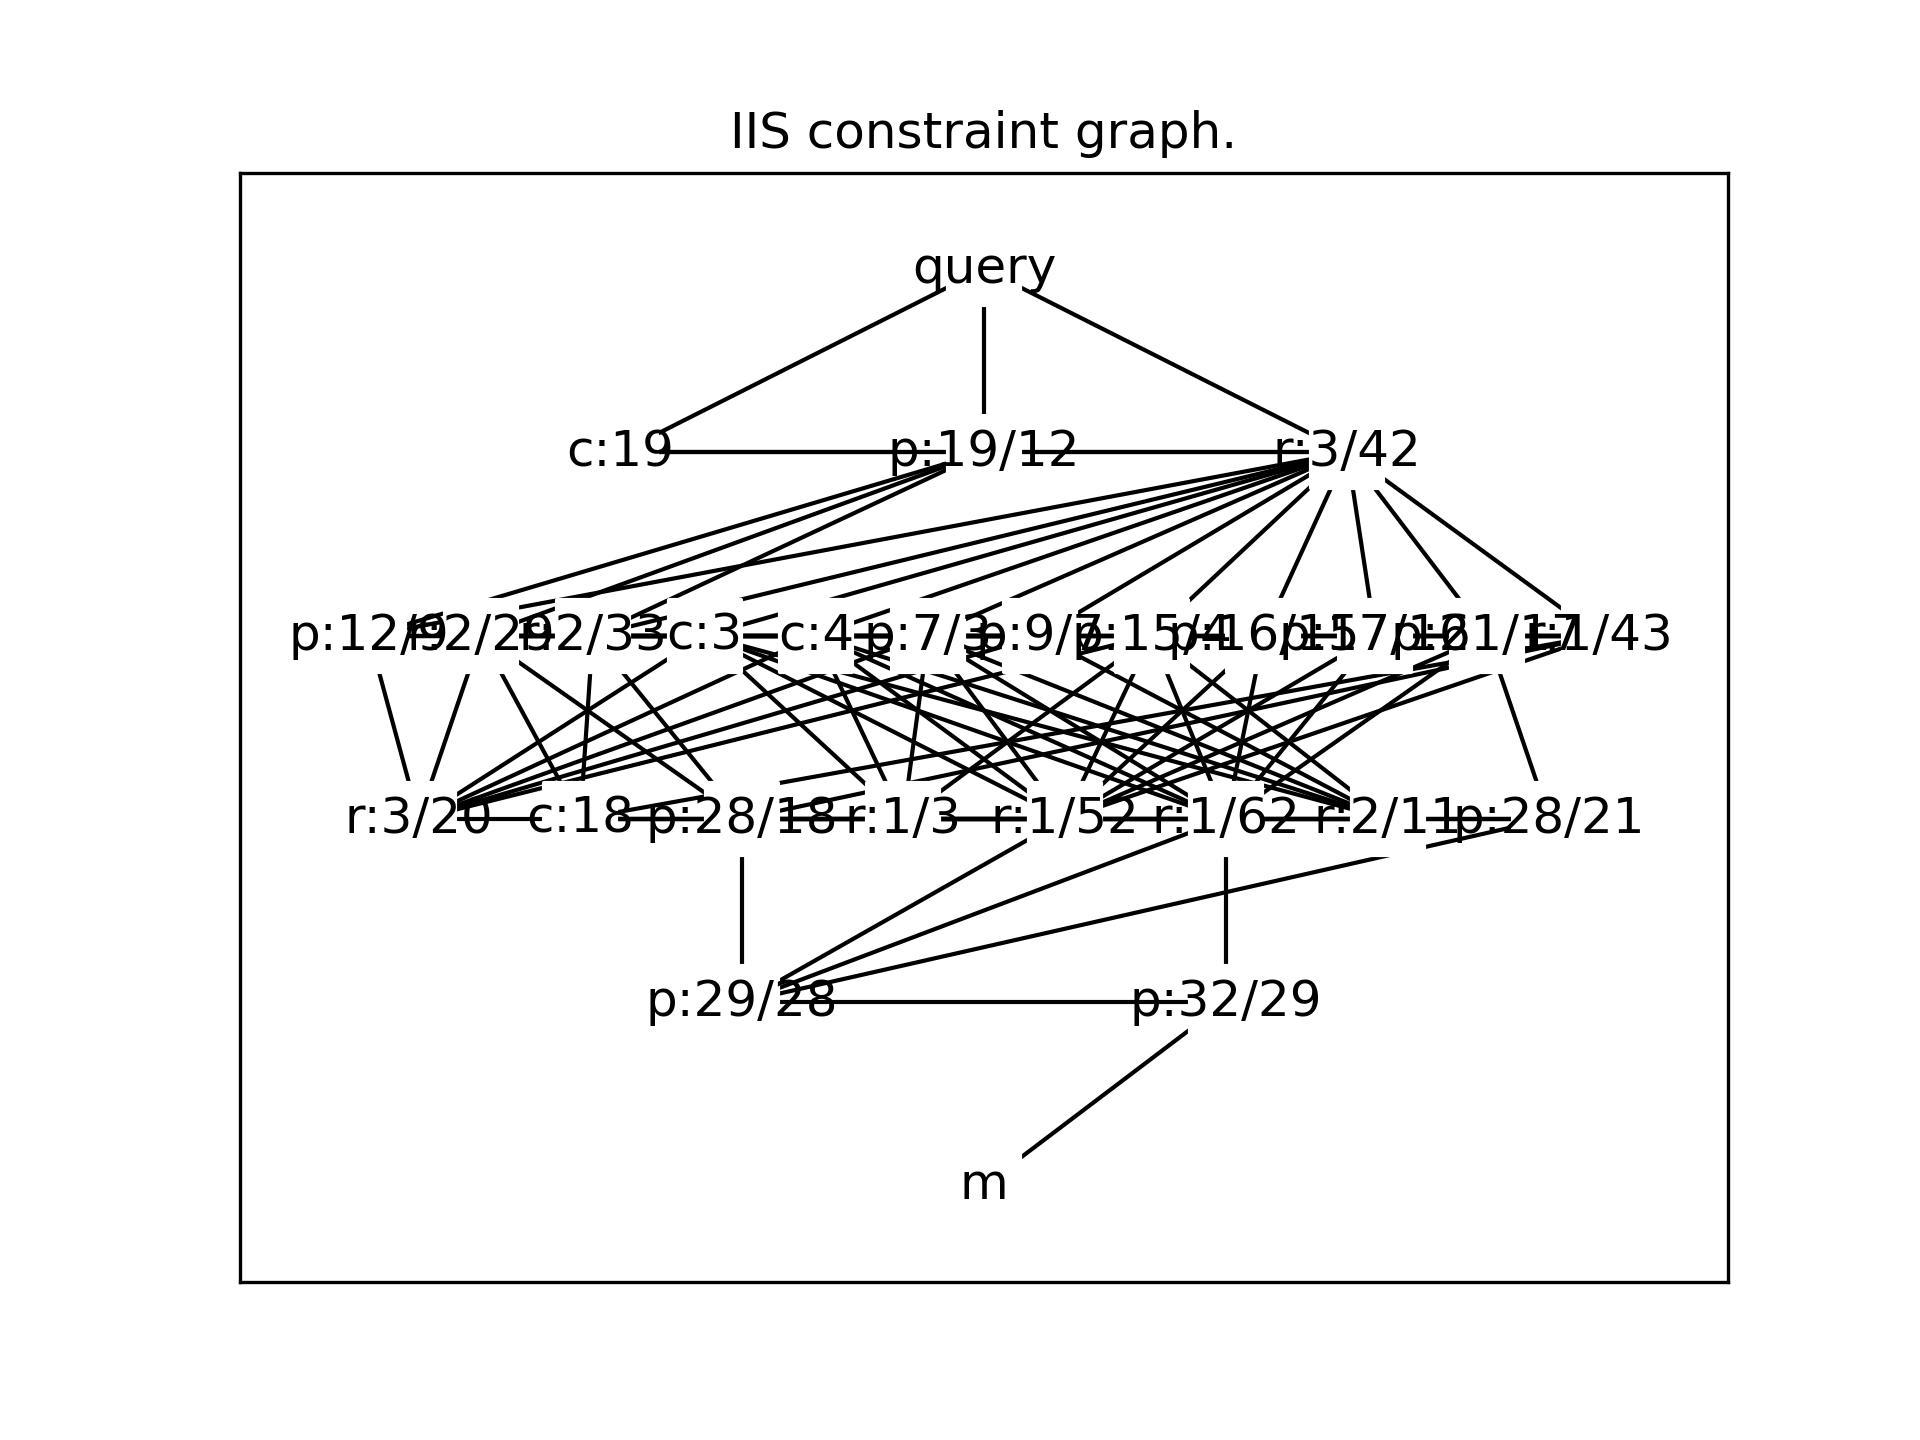 IIS constraint graph.
query
c:19 p:19/12 r:3/42
p:12/9 r:2/33 c:3 c:4 p:7/3 p:9/7 p:15/4 p:16/15 p:17/16 p:21/17 r:1/43
r:3/20 c:18 p:28/18 r:1/3 r:1/52 r:1/62 r:2/11 p:28/21
p:29/28 p:32/29
m